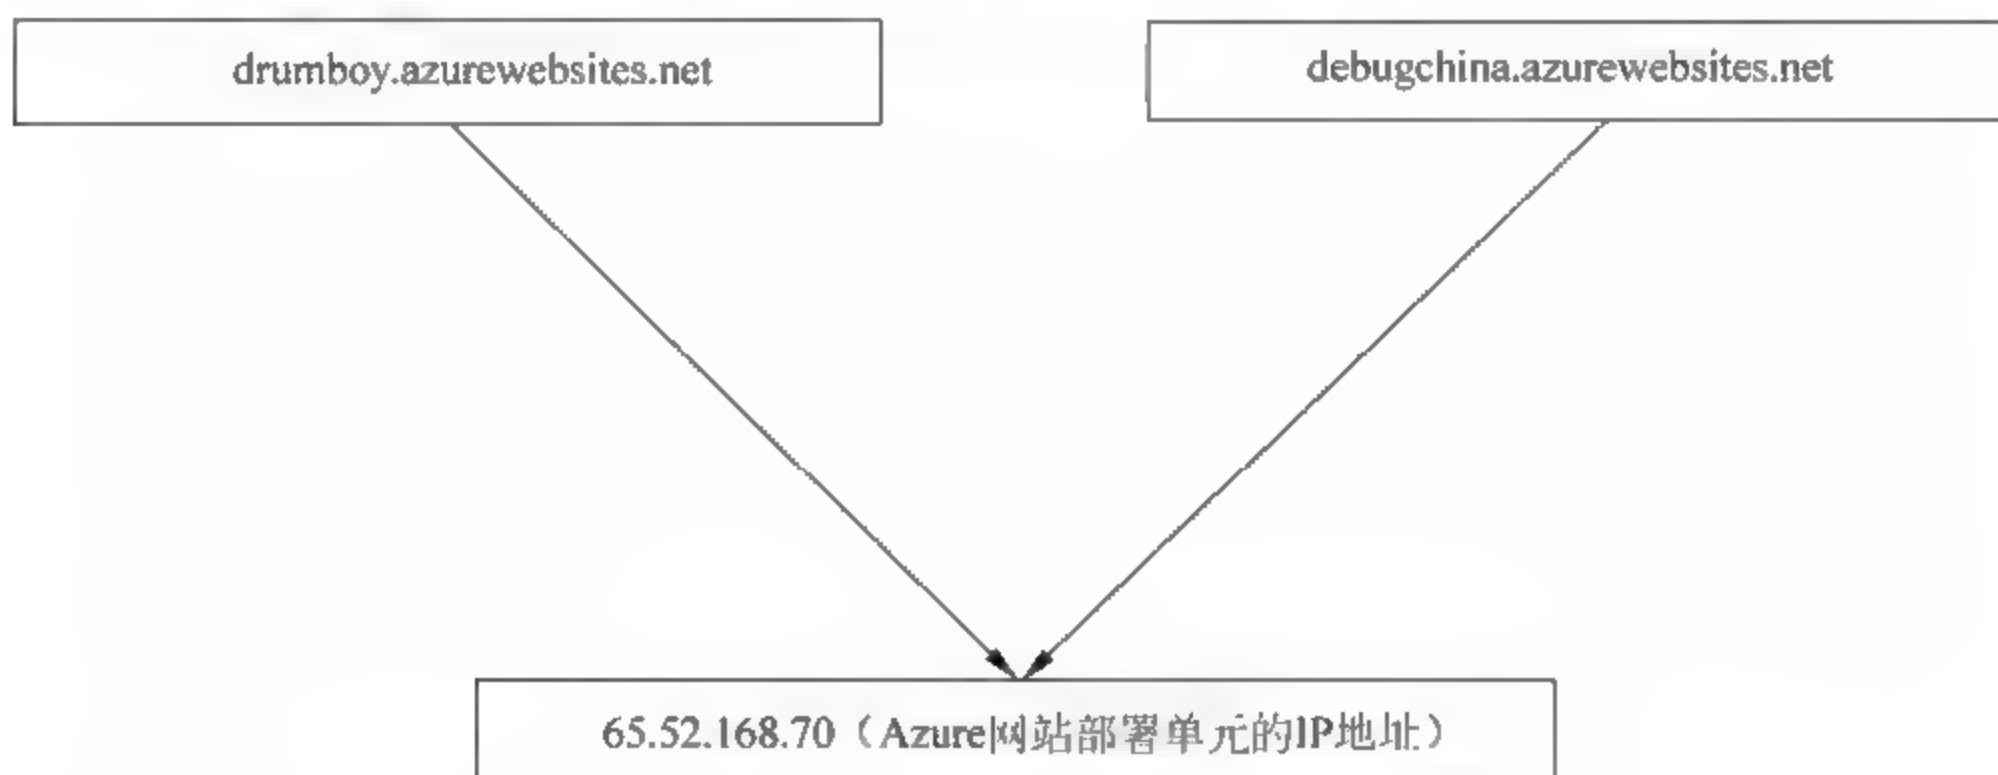 drumboy.azurewebsites.net
debugchina.azurewebsites.net
65.52.168.70（Azure网站部署单元的IP地址）